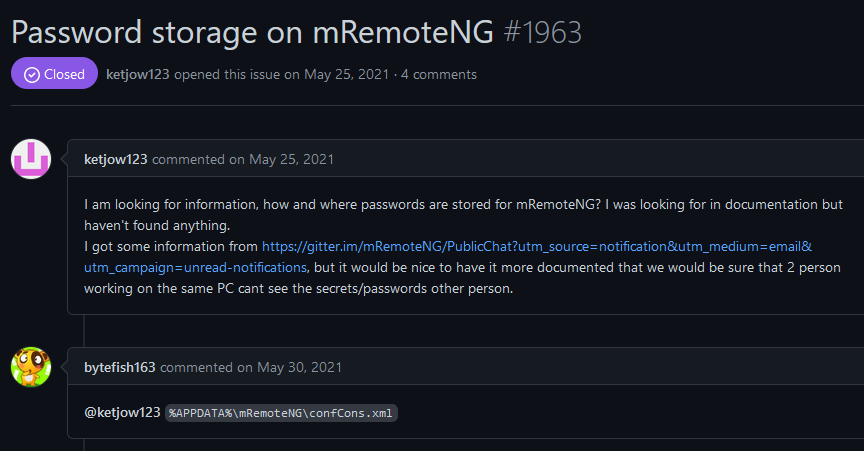 Password storage on mRemoteNG #1963
Closed ketjow123 opened this issue on May 25, 2021 · 4 comments
ketjow123 commented on May 25, 2021
I am looking for information, how and where passwords are stored for mRemoteNG? I was looking for in documentation but
haven't found anything.
I got some information from https://gitter.im/mRemoteNG/PublicChat?utm_source=notification&utm_medium=email&
utm_campaign=unread-notifications, but it would be nice to have it more documented that we would be sure that 2 person
working on the same PC cant see the secrets/passwords other person.
bytefish163 commented on May 30, 2021
@ketjow123 %APPDATA%\mRemoteNG\confCons.xml